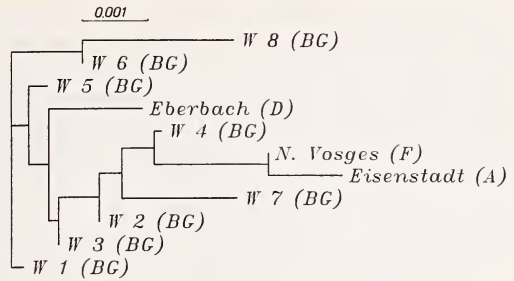 0.001
W 8 (BG)
W 6 (BG)
W 5 (BG)
Eberbach (D)
W 4 (BG)
N. Vosges (F)
Eisenstadt (A)
W 7 (BG)
W 2 (BG)
W 3 (BG)
W 1 (BG)